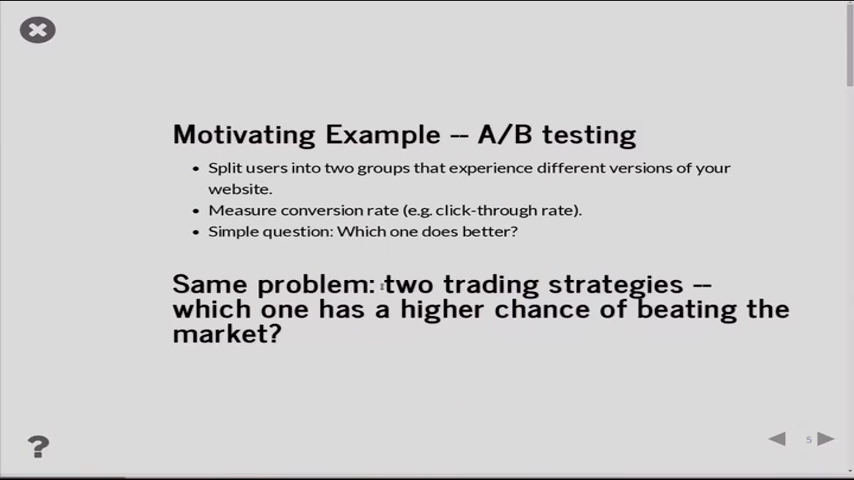 Motivating Example -- A/B testing
• Split users into two groups that experience different versions of your
website.
• Measure conversion rate (e.g. click-through rate).
• Simple question: Which one does better?
Same problem: two trading strategies --
which one has a higher chance of beating the
market?
?
5